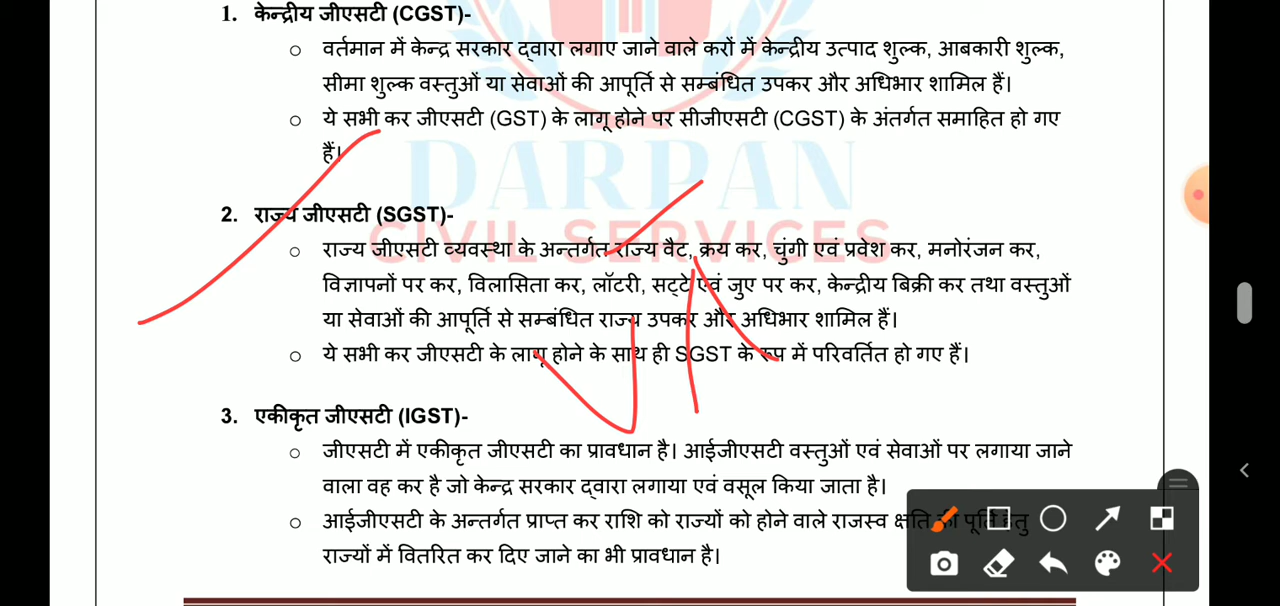 1. केन्द्रीय जीएसटी (CGST)-
○ वर्तमान में केन्द्र सरकार द्वारा लगाए जाने वाले करों में केन्द्रीय उत्पाद शुल्क, आबकारी शुल्क,
सीमा शुल्क वस्तुओं या सेवाओं की आपूर्ति से सम्बंधित उपकर और अधिभार शामिल हैं।
○ ये सभी कर जीएसटी (GST) के लागू होने पर सीजीएसटी (CGST) के अंतर्गत समाहित हो गए
हैं।
DARPAN
2. राज्य जीएसटी (SGST)-
CIVIL SERVICES
○ राज्य जीएसटी व्यवस्था के अन्तर्गत राज्य वैट, क्रय कर, चुंगी एवं प्रवेश कर, मनोरंजन कर,
विज्ञापनों पर कर, विलासिता कर, लॉटरी, सट्टे एवं जुए पर कर, केन्द्रीय बिक्री कर तथा वस्तुओं
या सेवाओं की आपूर्ति से सम्बंधित राज्य उपकर और अधिभार शामिल हैं।
○ ये सभी कर जीएसटी के लागू होने के साथ ही SGST के रूप में परिवर्तित हो गए हैं।
3. एकीकृत जीएसटी (IGST)-
○ जीएसटी में एकीकृत जीएसटी का प्रावधान है। आईजीएसटी वस्तुओं एवं सेवाओं पर लगाया जाने
वाला वह कर है जो केन्द्र सरकार द्वारा लगाया एवं वसूल किया जाता है।
○ आईजीएसटी के अन्तर्गत प्राप्त कर राशि को राज्यों को होने वाले राजस्व क्षति की पूर्ति हेतु
राज्यों में वितरित कर दिए जाने का भी प्रावधान है।